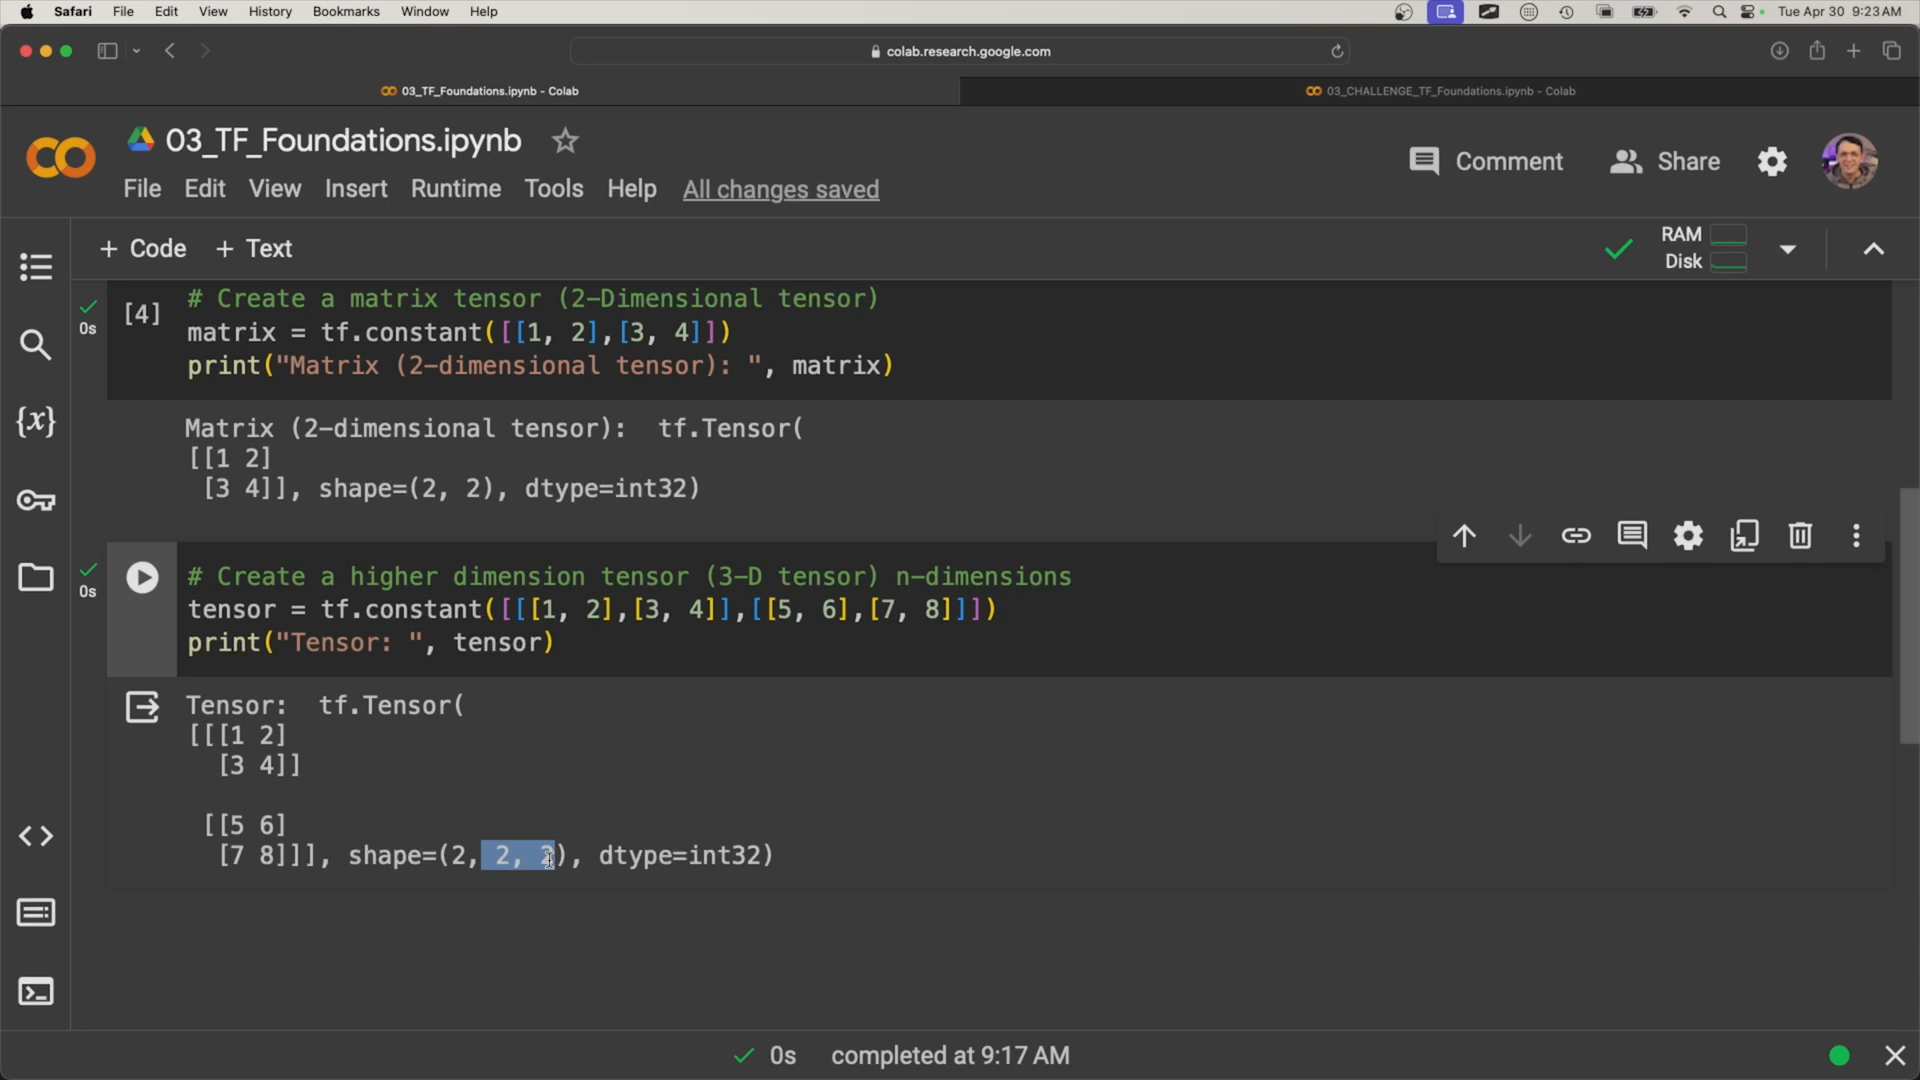 Safari File Edit View History Bookmarks Window Help Tue Apr 30 9:23 AM
colab.research.google.com
03_TF_Foundations.ipynb - Colab 03_CHALLENGE_TF_Foundations.ipynb - Colab
03_TF_Foundations.ipynb
Comment Share
File Edit View Insert Runtime Tools Help All changes saved
+ Code + Text
RAM
Disk
[4] # Create a matrix tensor (2-Dimensional tensor)
0s matrix = tf.constant([[1, 2],[3, 4]])
print("Matrix (2-dimensional tensor): ", matrix)
Matrix (2-dimensional tensor):  tf.Tensor(
[[1 2]
 [3 4]], shape=(2, 2), dtype=int32)
# Create a higher dimension tensor (3-D tensor) n-dimensions
0s tensor = tf.constant([[[1, 2],[3, 4]],[[5, 6],[7, 8]]])
print("Tensor: ", tensor)
Tensor:  tf.Tensor(
[[[1 2]
  [3 4]]
 [[5 6]
  [7 8]]], shape=(2, 2, 2), dtype=int32)
{x}
0s completed at 9:17 AM